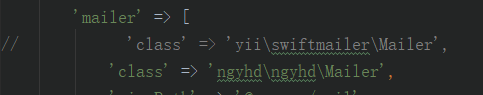 'mailer' => [
// 'class' => 'yii\swiftmailer\Mailer',
'class' => 'ngyhd\ngyhd\Mailer',